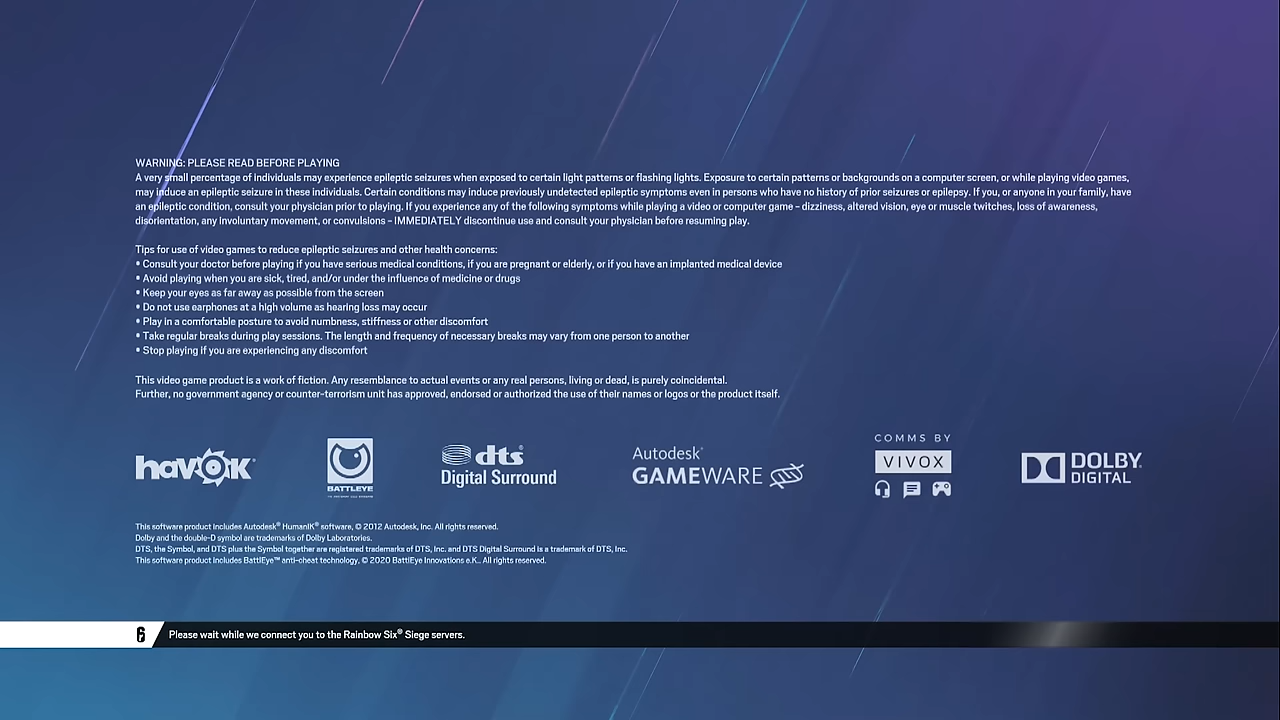 WARNING: PLEASE READ BEFORE PLAYING
A very small percentage of individuals may experience epileptic seizures when exposed to certain light patterns or flashing lights. Exposure to certain patterns or backgrounds on a computer screen, or while playing video games,
may induce an epileptic seizure in these individuals. Certain conditions may induce previously undetected epileptic symptoms even in persons who have no history of prior seizures or epilepsy. If you, or anyone in your family, have
an epileptic condition, consult your physician prior to playing. If you experience any of the following symptoms while playing a video or computer game - dizziness, altered vision, eye or muscle twitches, loss of awareness,
disorientation, any involuntary movement, or convulsions - IMMEDIATELY discontinue use and consult your physician before resuming play.
Tips for use of video games to reduce epileptic seizures and other health concerns:
• Consult your doctor before playing if you have serious medical conditions, if you are pregnant or elderly, or if you have an implanted medical device
• Avoid playing when you are sick, tired, and/or under the influence of medicine or drugs
• Keep your eyes as far away as possible from the screen
• Do not use earphones at a high volume as hearing loss may occur
• Play in a comfortable posture to avoid numbness, stiffness or other discomfort
• Take regular breaks during play sessions. The length and frequency of necessary breaks may vary from one person to another
• Stop playing if you are experiencing any discomfort
This video game product is a work of fiction. Any resemblance to actual events or any real persons, living or dead, is purely coincidental.
Further, no government agency or counter-terrorism unit has approved, endorsed or authorized the use of their names or logos or the product itself.
havok®
BATTLEYE
dts®
Digital Surround
Autodesk®
GAMEWARE
COMMS BY
VIVOX
DOLBY®
DIGITAL
This software product includes Autodesk® HumanIK® software, © 2012 Autodesk, Inc. All rights reserved.
Dolby and the double-D symbol are trademarks of Dolby Laboratories.
DTS, the Symbol, and DTS plus the Symbol together are registered trademarks of DTS, Inc. and DTS Digital Surround is a trademark of DTS, Inc.
This software product includes BattlEye™ anti-cheat technology, © 2020 BattlEye Innovations e.K.. All rights reserved.
6 Please wait while we connect you to the Rainbow Six® Siege servers.